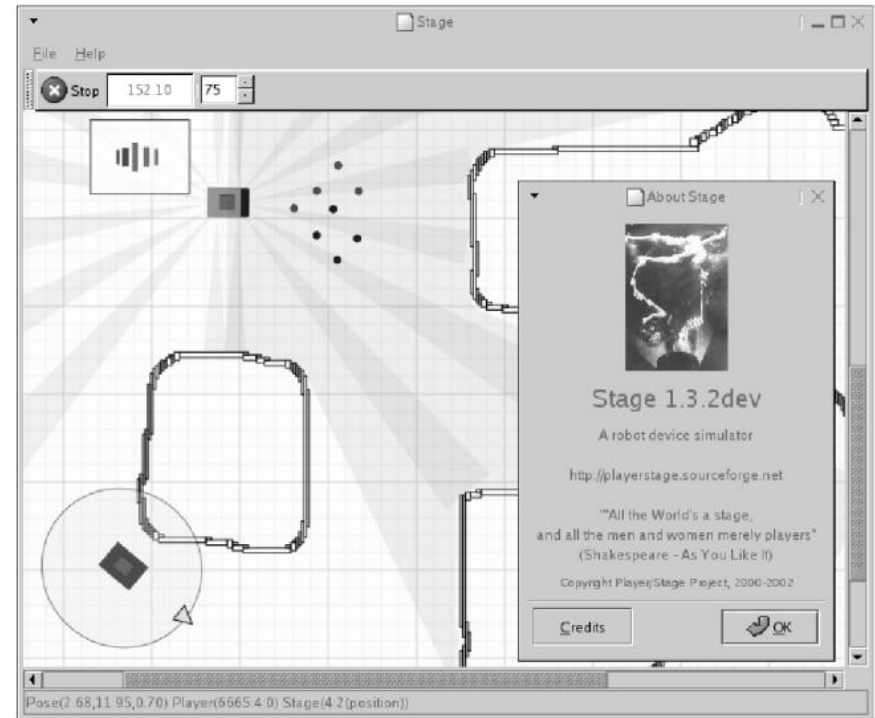 Stage
File Help
Stop 152.10 75
About Stage
Stage 1.3.2dev
A robot device simulator
http://playerstage.sourceforge.net
""All the World's a stage,
and all the men and women merely players"
(Shakespeare - As You Like It)
Copyright Player/Stage Project, 2000-2002
Credits OK
Pose(2.68,11.95,0.70) Player(6665:4:0) Stage(4:2(position))